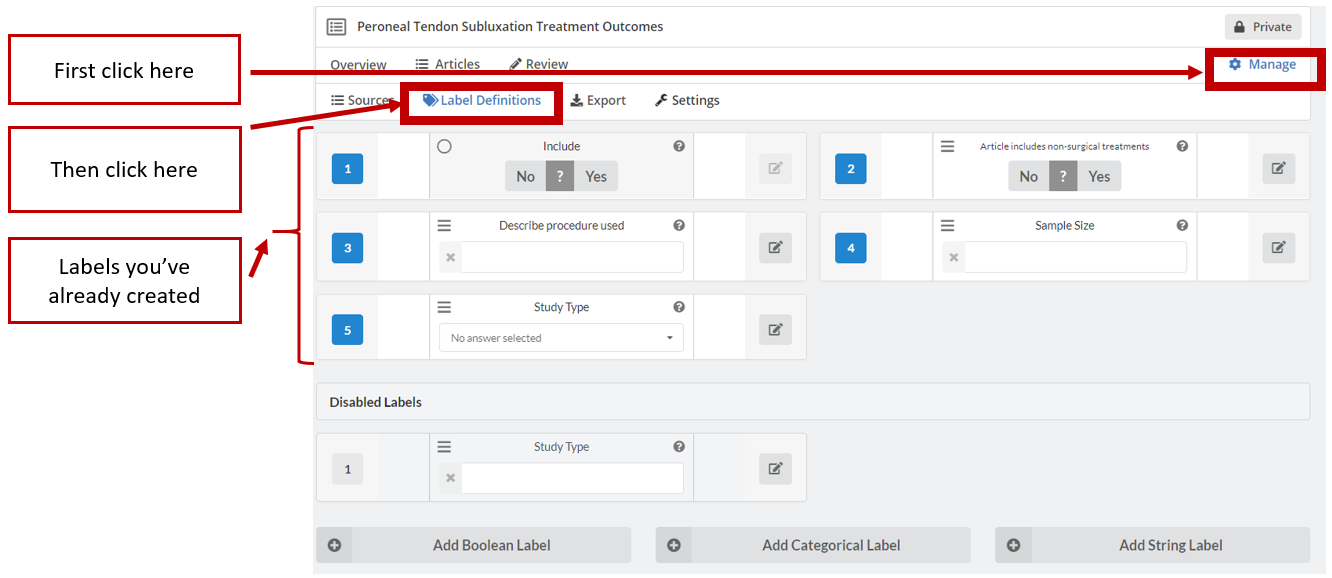 Peroneal Tendon Subluxation Treatment Outcomes
Private
First click here
Overview
Articles
Review
Manage
Sources
Label Definitions
Export
Settings
Then click here
1
Include
No ? Yes
2
Article includes non-surgical treatments
No ? Yes
3
Describe procedure used
4
Sample Size
Labels you’ve
already created
5
Study Type
No answer selected
Disabled Labels
1
Study Type
Add Boolean Label
Add Categorical Label
Add String Label